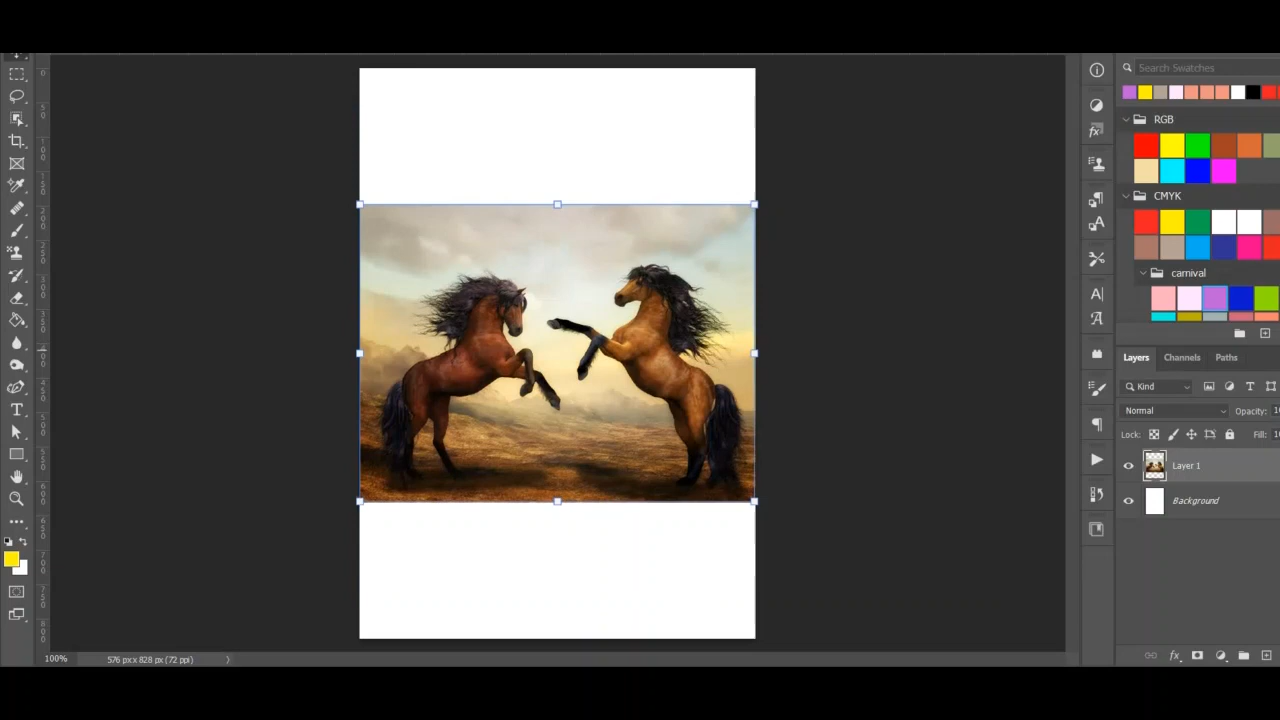 Search Swatches
RGB
CMYK
carnival
Layers Channels Paths
Kind
Normal Opacity:
Lock: Fill:
Layer 1
Background
100% 576 px x 828 px (72 ppi)